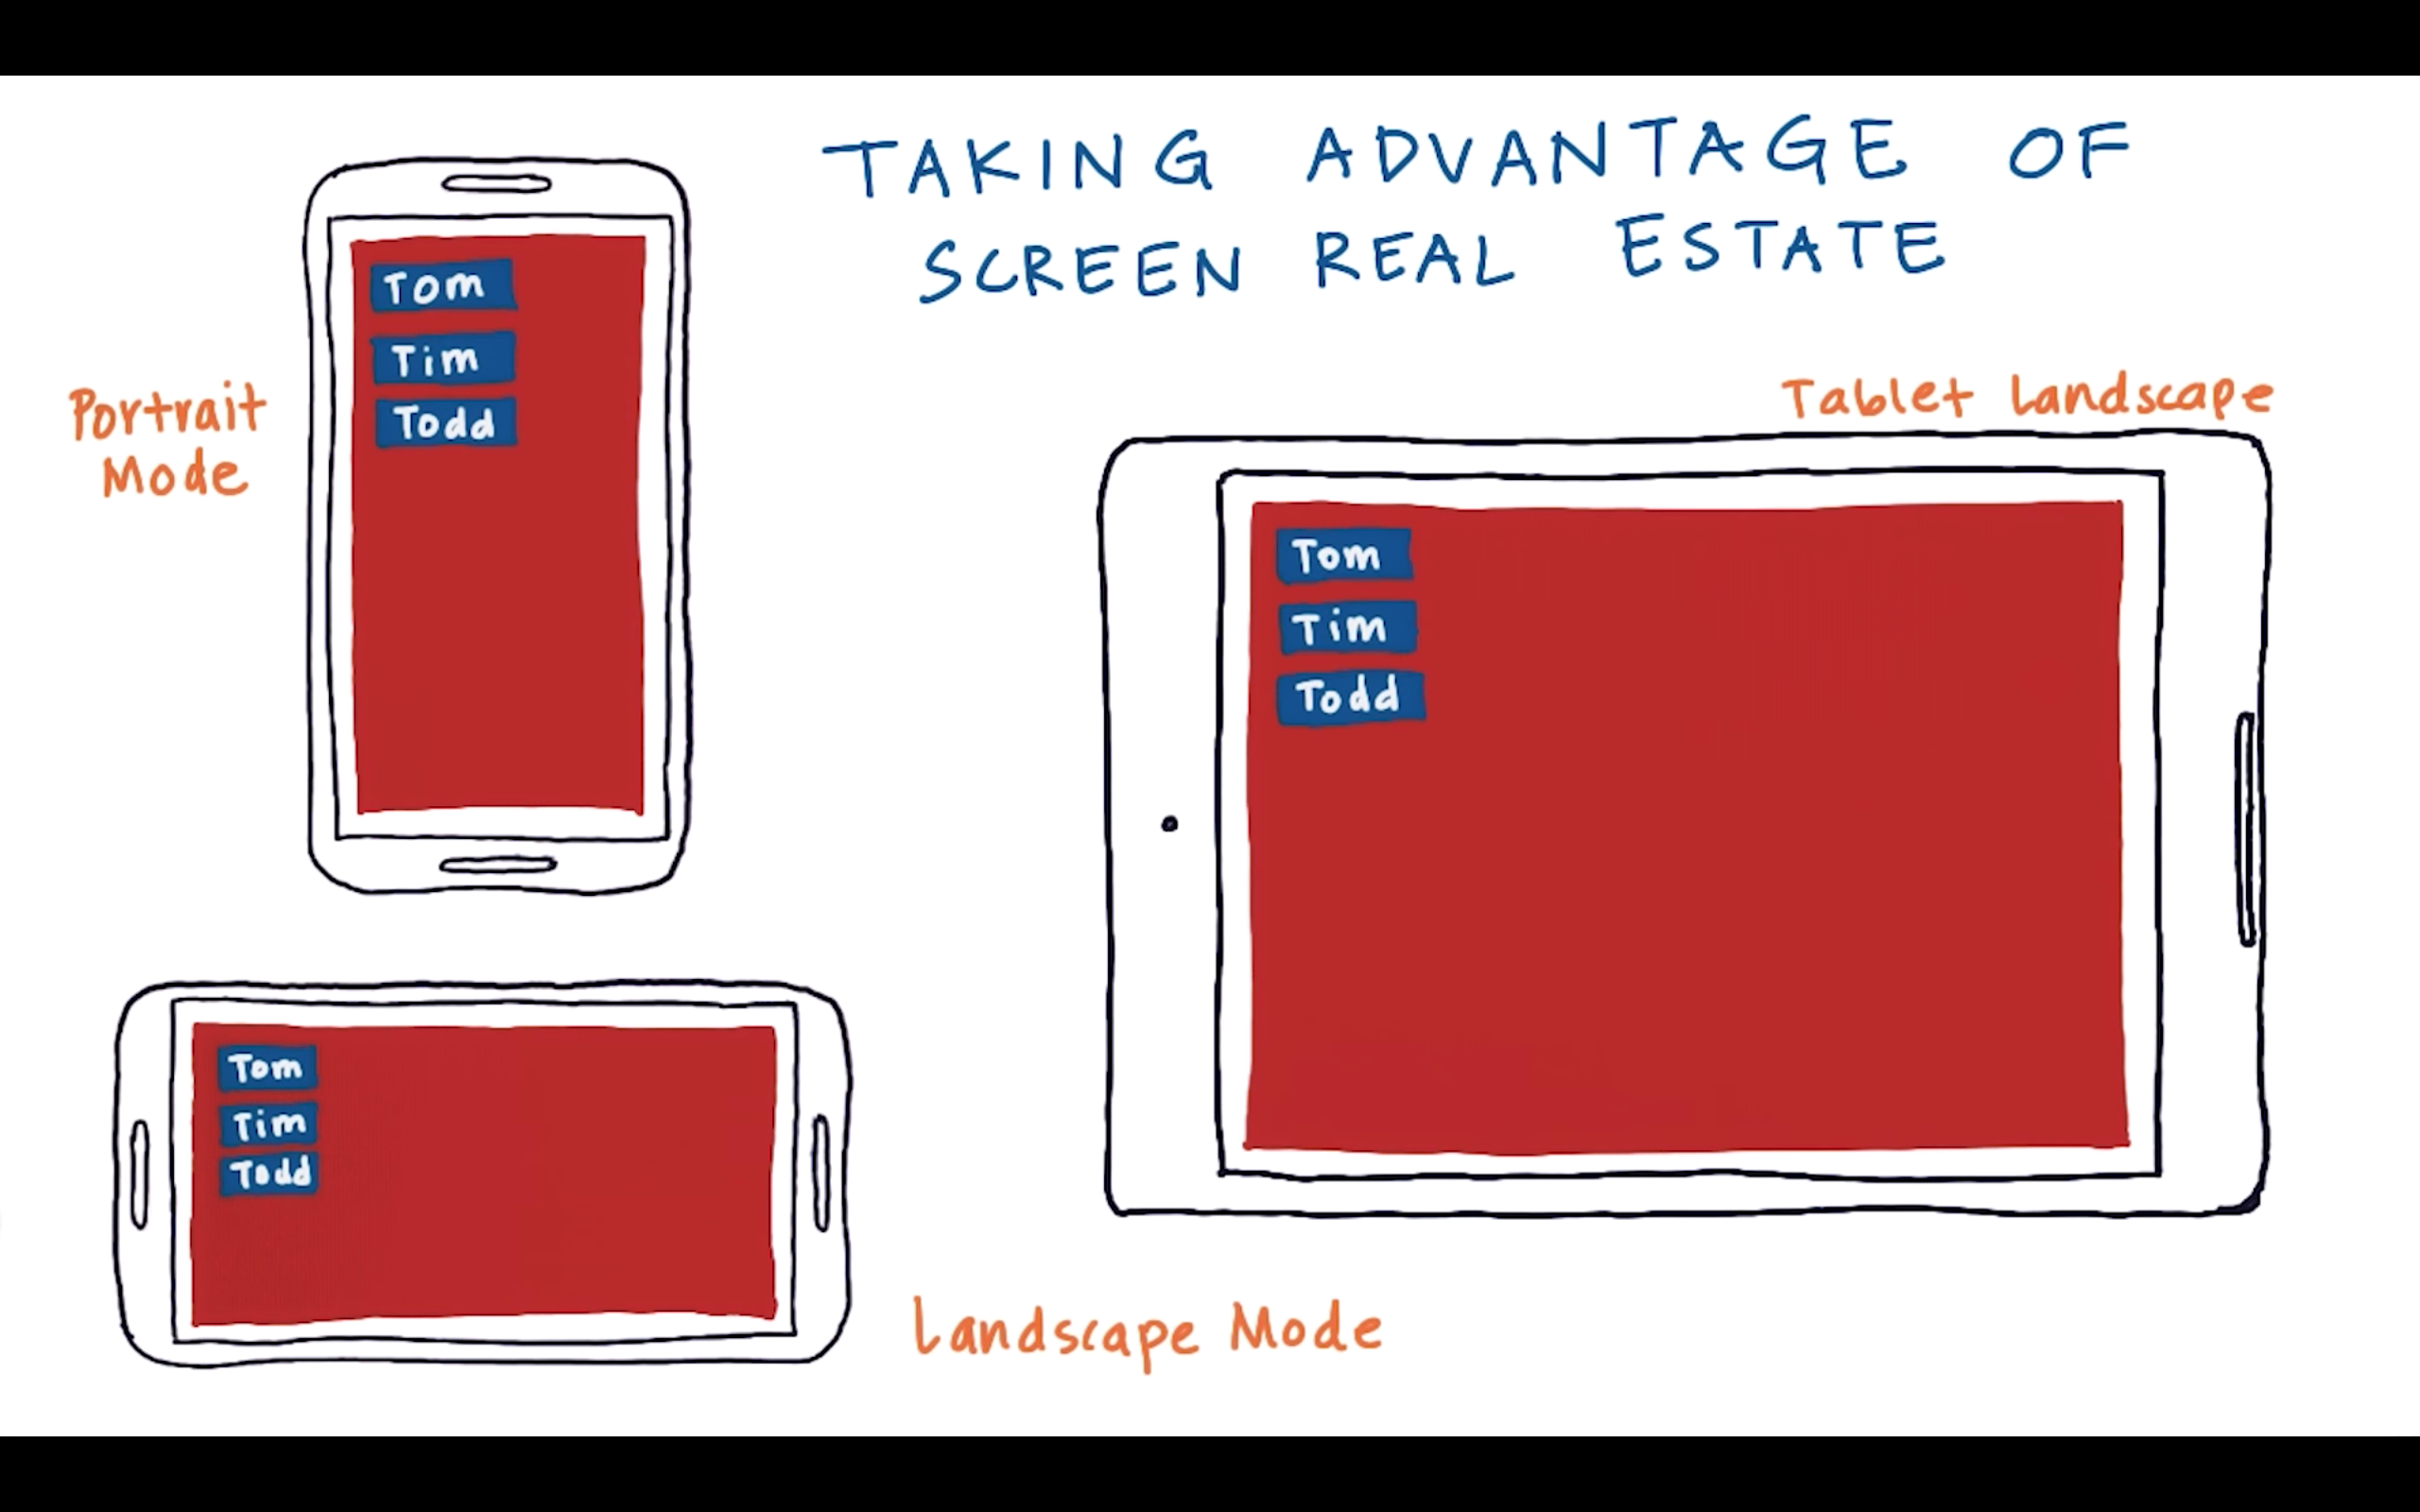 TAKING ADVANTAGE OF
SCREEN REAL ESTATE
Portrait
Mode
Tom
Tim
Todd
Tablet Landscape
Tom
Tim
Todd
Tom
Tim
Todd
Landscape Mode